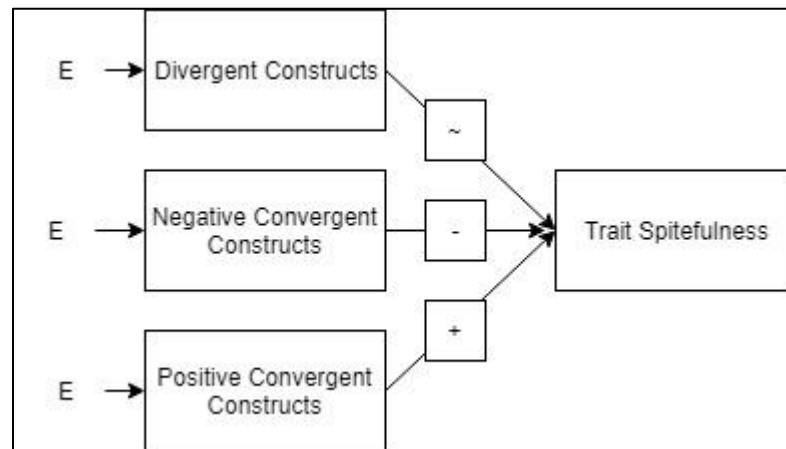 E
Divergent Constructs
~
E
Negative Convergent
Constructs
-
Trait Spitefulness
+
E
Positive Convergent
Constructs